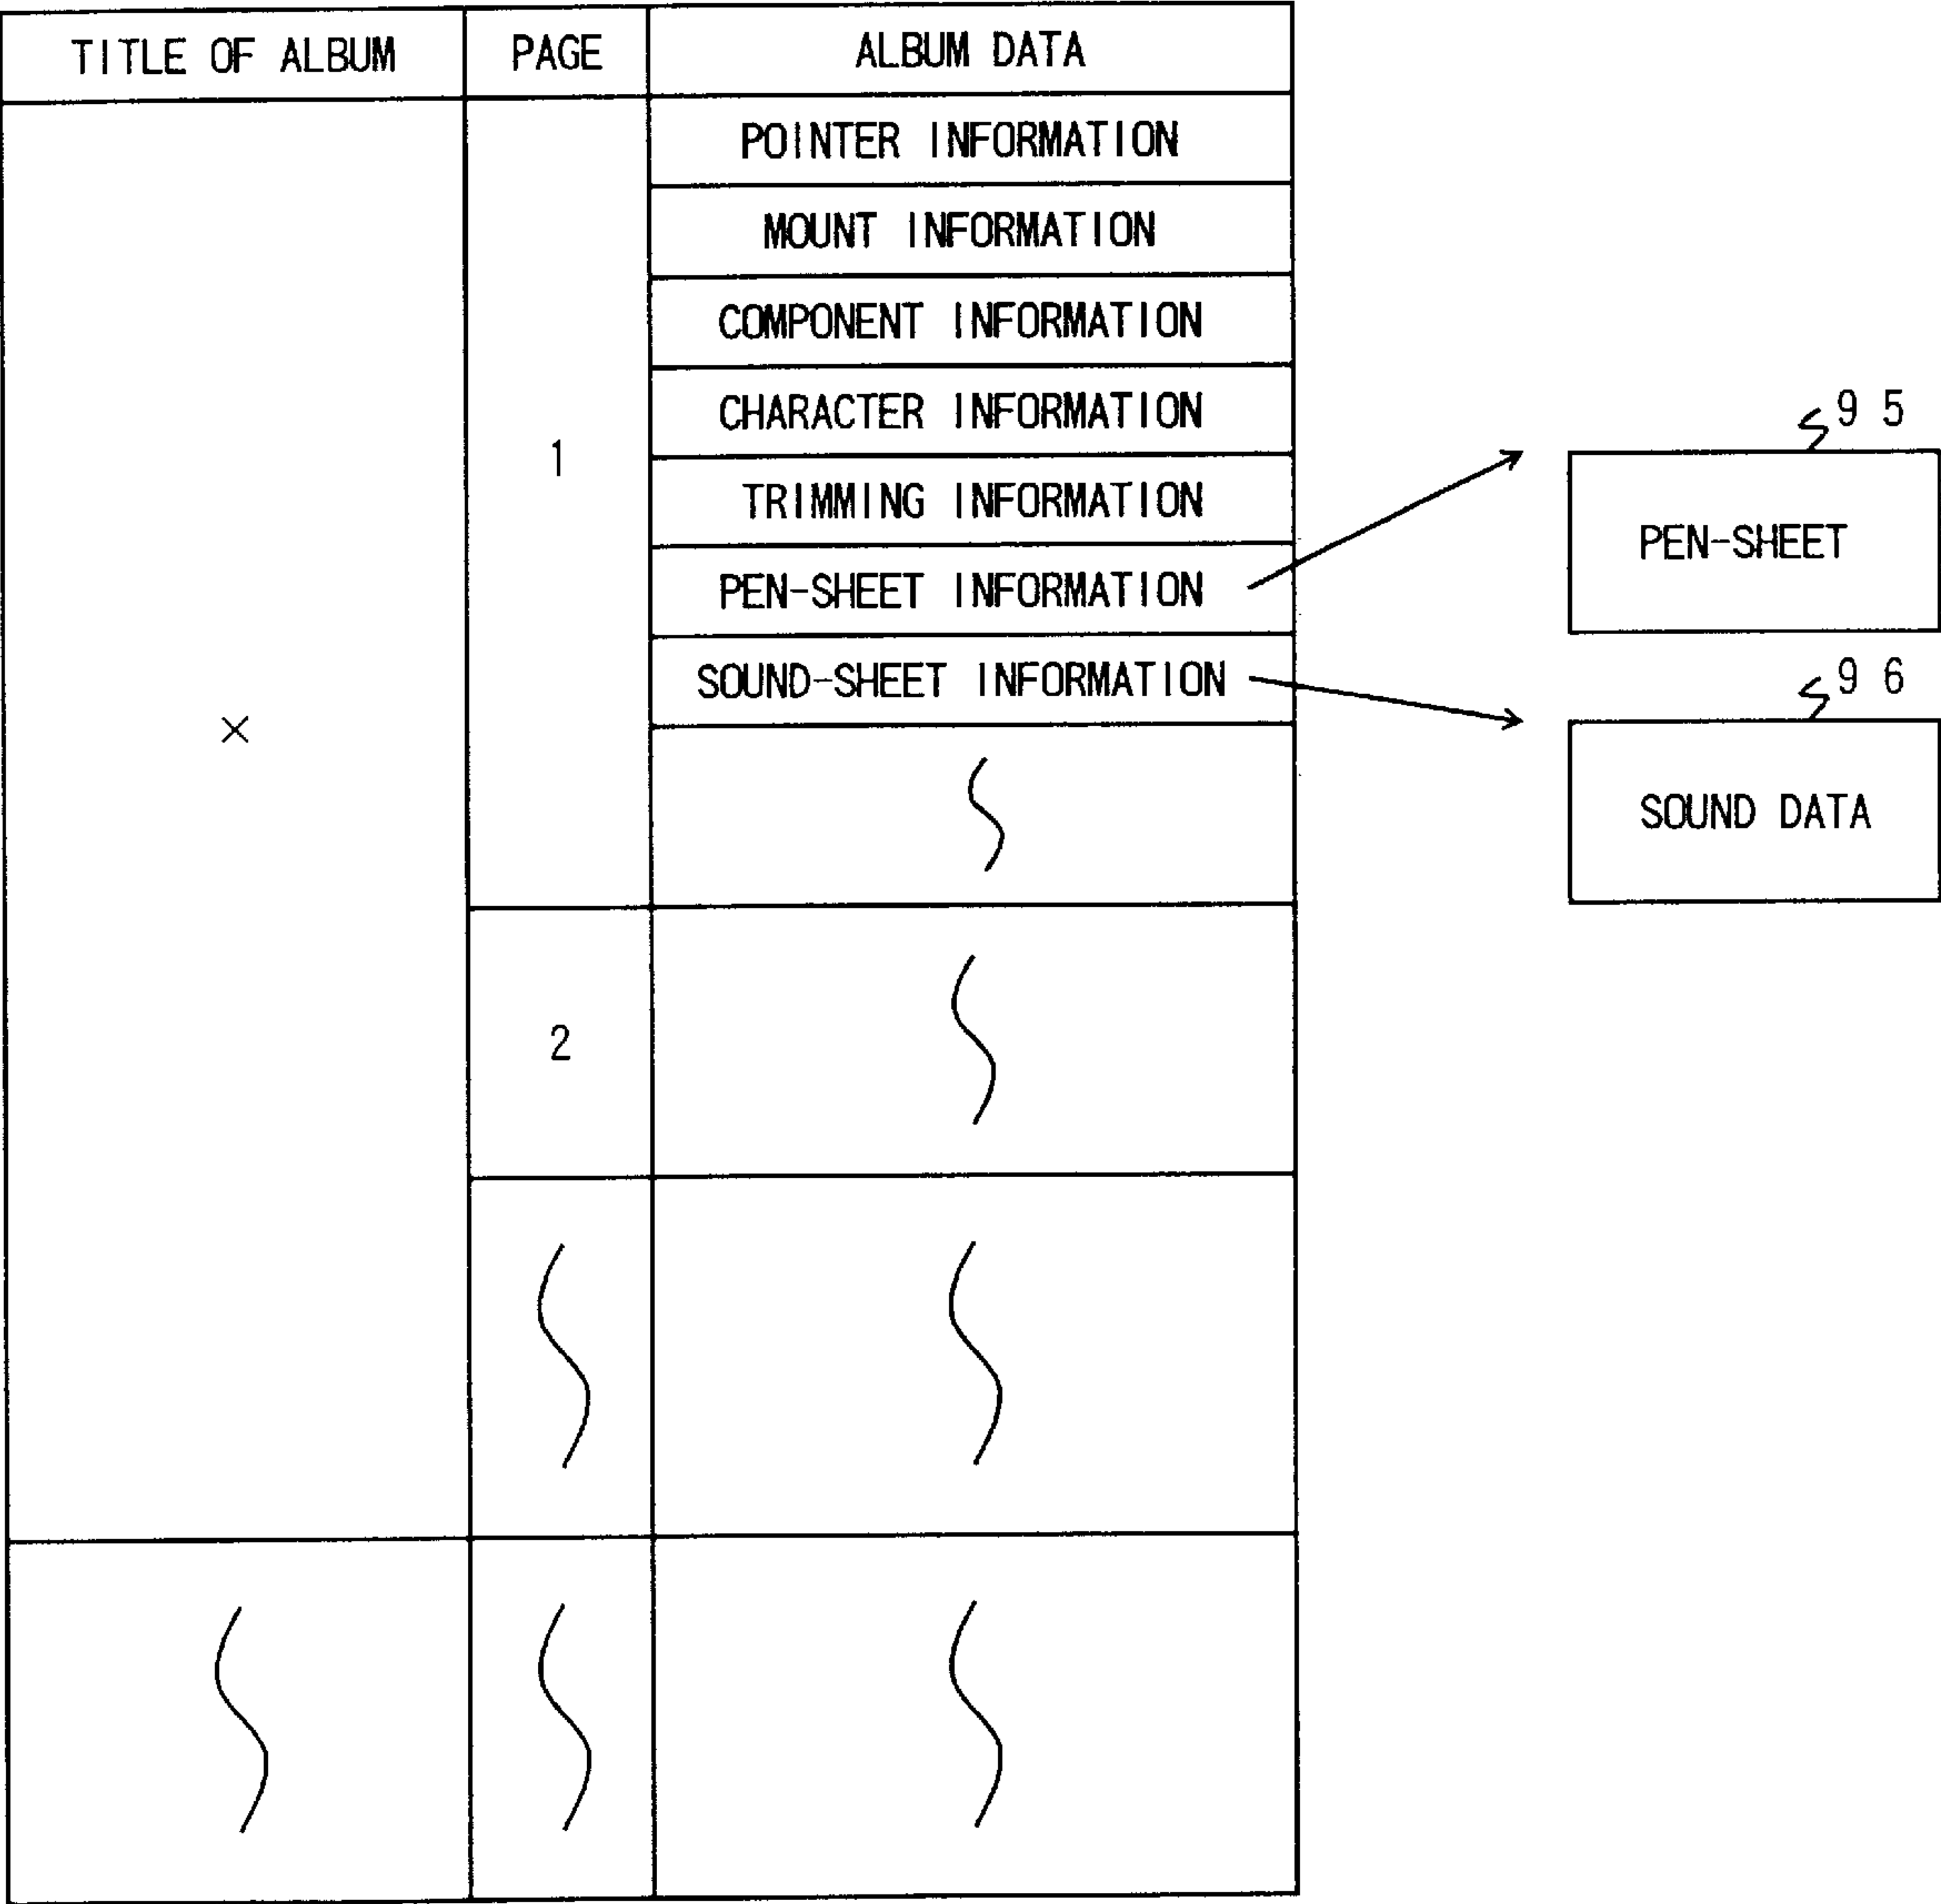 TITLE OF ALBUM PAGE ALBUM DATA
POINTER INFORMATION
MOUNT INFORMATION
COMPONENT INFORMATION
CHARACTER INFORMATION
1
TRIMMING INFORMATION
PEN-SHEET INFORMATION
SOUND-SHEET INFORMATION
×
2
95
PEN-SHEET
96
SOUND DATA